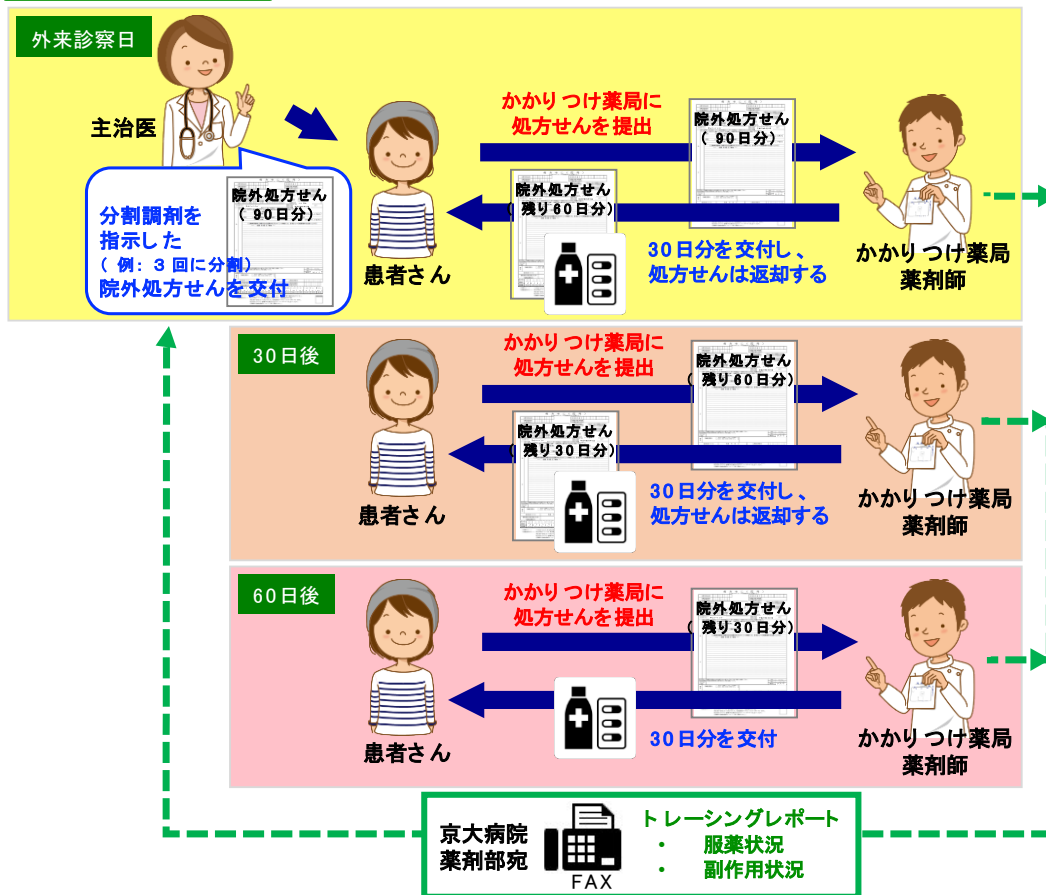 外来診察日
主治医
分割調剤を
指示した
(例:3回に分割)
院外処方せんを交付
院外処方せん
(90日分)
患者さん
かかりつけ薬局に
処方せんを提出
院外処方せん
(90日分)
院外処方せん
(残り60日分)
30日分を交付し、
処方せんは返却する
かかりつけ薬局
薬剤師
30日後
患者さん
かかりつけ薬局に
処方せんを提出
院外処方せん
(残り60日分)
院外処方せん
(残り30日分)
30日分を交付し、
処方せんは返却する
かかりつけ薬局
薬剤師
60日後
患者さん
かかりつけ薬局に
処方せんを提出
院外処方せん
(残り30日分)
30日分を交付
かかりつけ薬局
薬剤師
京大病院
薬剤部宛
FAX
トレーシングレポート
・ 服薬状況
・ 副作用状況